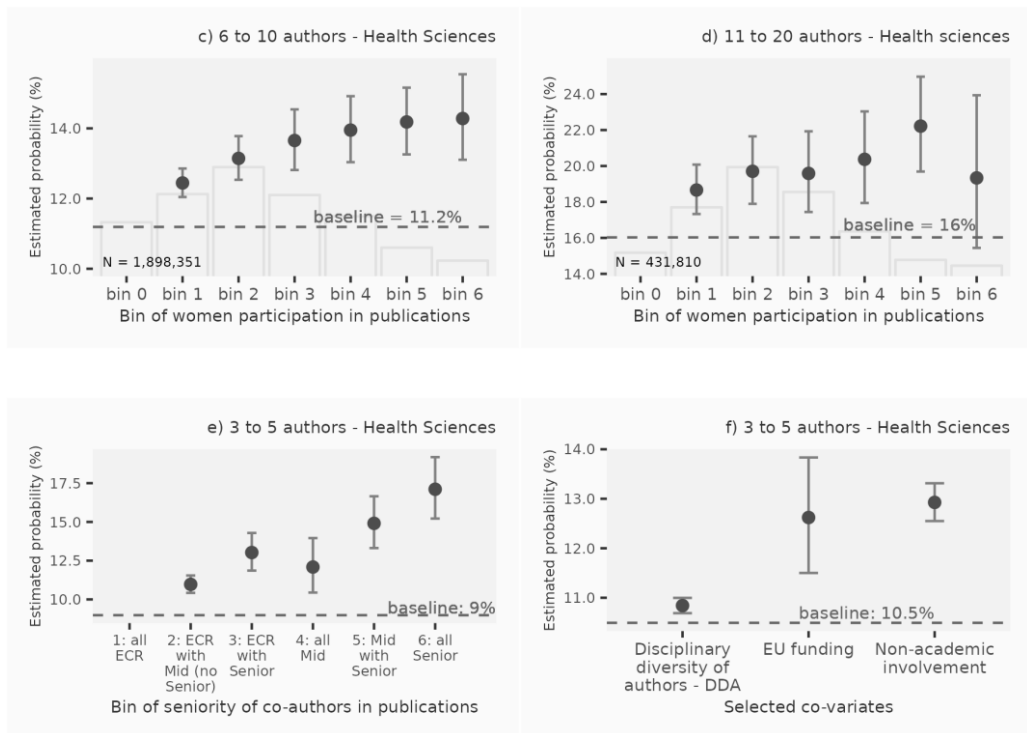 c) 6 to 10 authors - Health Sciences
Estimated probability (%)
14.0
12.0
10.0
baseline = 11.2%
N = 1,898,351
bin 0 bin 1 bin 2 bin 3 bin 4 bin 5 bin 6
Bin of women participation in publications
d) 11 to 20 authors - Health sciences
Estimated probability (%)
24.0
22.0
20.0
18.0
16.0
14.0
baseline = 16%
N = 431,810
bin 0 bin 1 bin 2 bin 3 bin 4 bin 5 bin 6
Bin of women participation in publications
e) 3 to 5 authors - Health Sciences
Estimated probability (%)
17.5
15.0
12.5
10.0
baseline: 9%
1: all
ECR
2: ECR
with
Mid (no
Senior)
3: ECR
with
Senior
4: all
Mid
5: Mid
with
Senior
6: all
Senior
Bin of seniority of co-authors in publications
f) 3 to 5 authors - Health Sciences
Estimated probability (%)
14.0
13.0
12.0
11.0
baseline: 10.5%
Disciplinary
diversity of
authors - DDA
EU funding
Non-academic
involvement
Selected co-variates